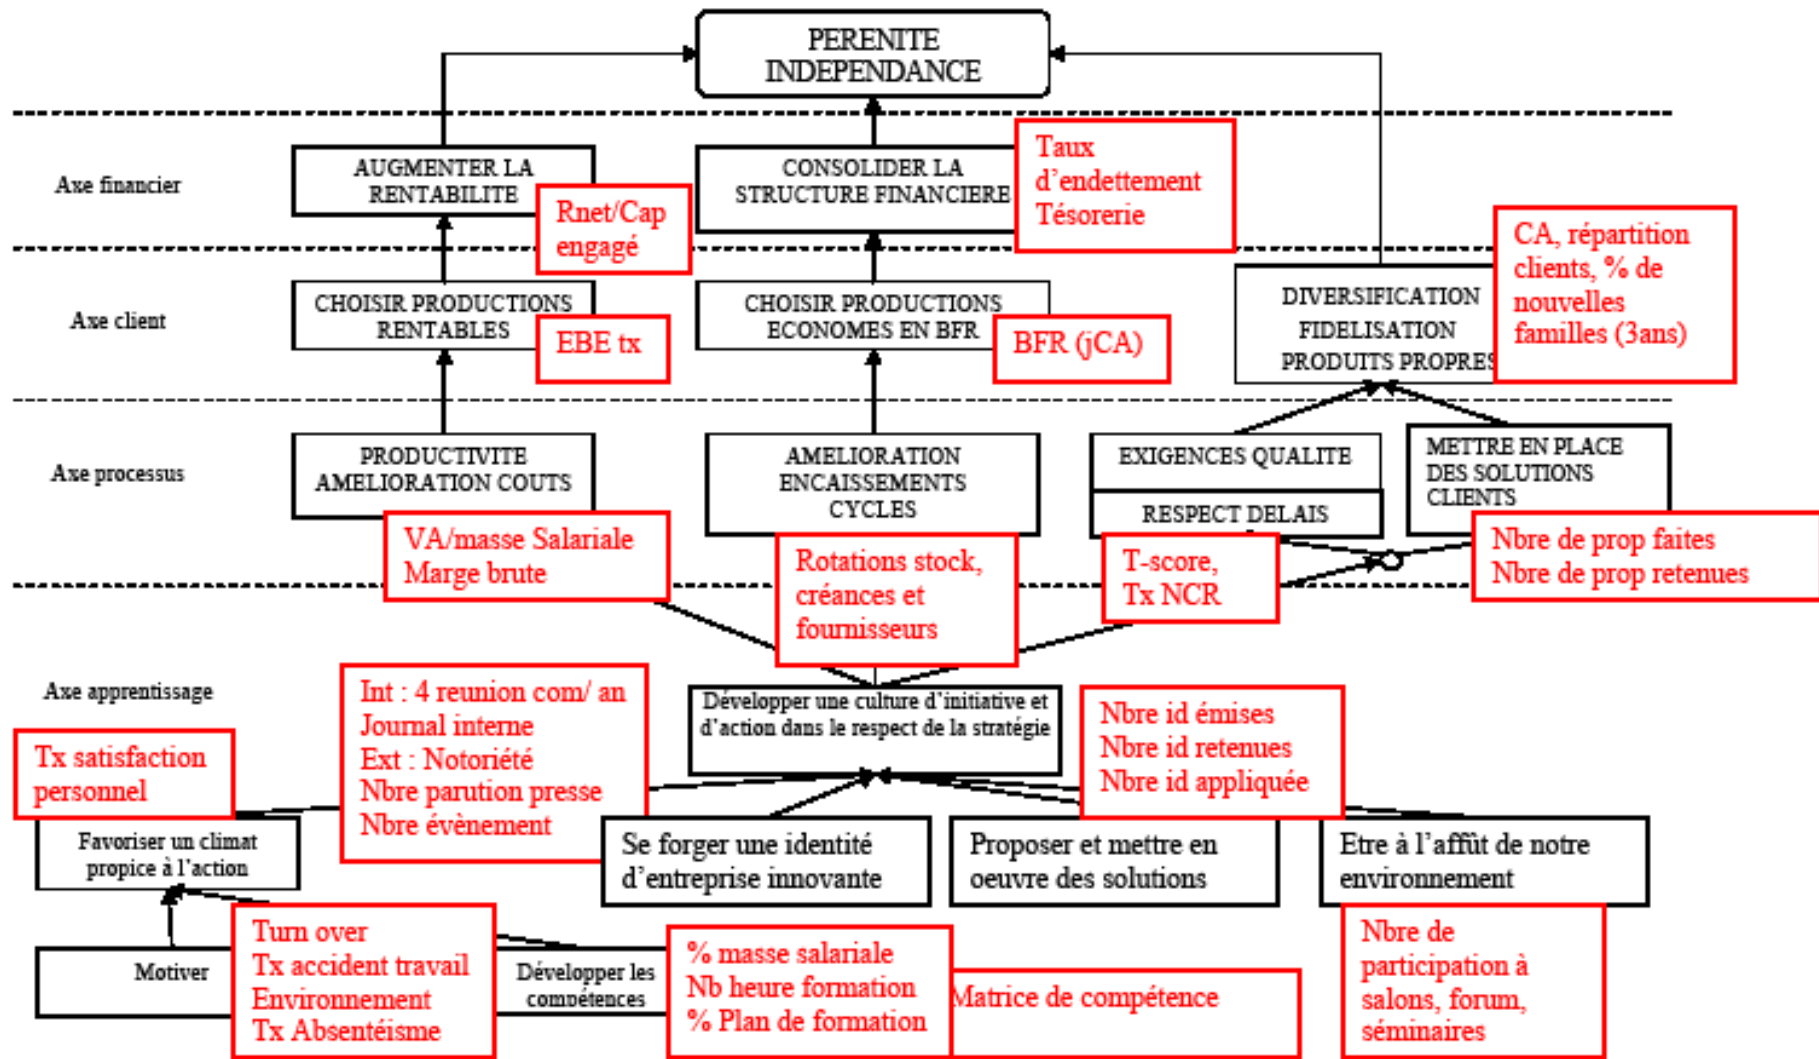 PERENITE
INDEPENDANCE
Axe financier
AUGMENTER LA
RENTABILITE
Rnet/Cap
engagé
CONSOLIDER LA
STRUCTURE FINANCIERE
Taux
d'endettement
Trésorerie
Axe client
CHOISIR PRODUCTIONS
RENTABLES
EBE tx
CHOISIR PRODUCTIONS
ECONOMES EN BFR
BFR (jCA)
DIVERSIFICATION
FIDELISATION
PRODUITS PROPRES
CA, répartition
clients, % de
nouvelles
familles (3ans)
Axe processus
PRODUCTIVITE
AMELIORATION COUTS
VA/masse Salariale
Marge brute
AMELIORATION
ENCAISSEMENTS
CYCLES
Rotations stock,
créances et
fournisseurs
EXIGENCES QUALITE
RESPECT DELAIS
T-score,
Tx NCR
METTRE EN PLACE
DES SOLUTIONS
CLIENTS
Nbre de prop faites
Nbre de prop retenues
Axe apprentissage
Tx satisfaction
personnel
Int : 4 reunion com/ an
Journal interne
Ext : Notoriété
Nbre parution presse
Nbre évènement
Développer une culture d'initiative et
d'action dans le respect de la stratégie
Nbre id émises
Nbre id retenues
Nbre id appliquée
Favoriser un climat
propice à l'action
Se forger une identité
d'entreprise innovante
Proposer et mettre en
oeuvre des solutions
Etre à l'affût de notre
environnement
Motiver
Turn over
Tx accident travail
Environnement
Tx Absentéisme
Développer les
compétences
% masse salariale
Nb heure formation
% Plan de formation
Matrice de compétence
Nbre de
participation à
salons, forum,
séminaires